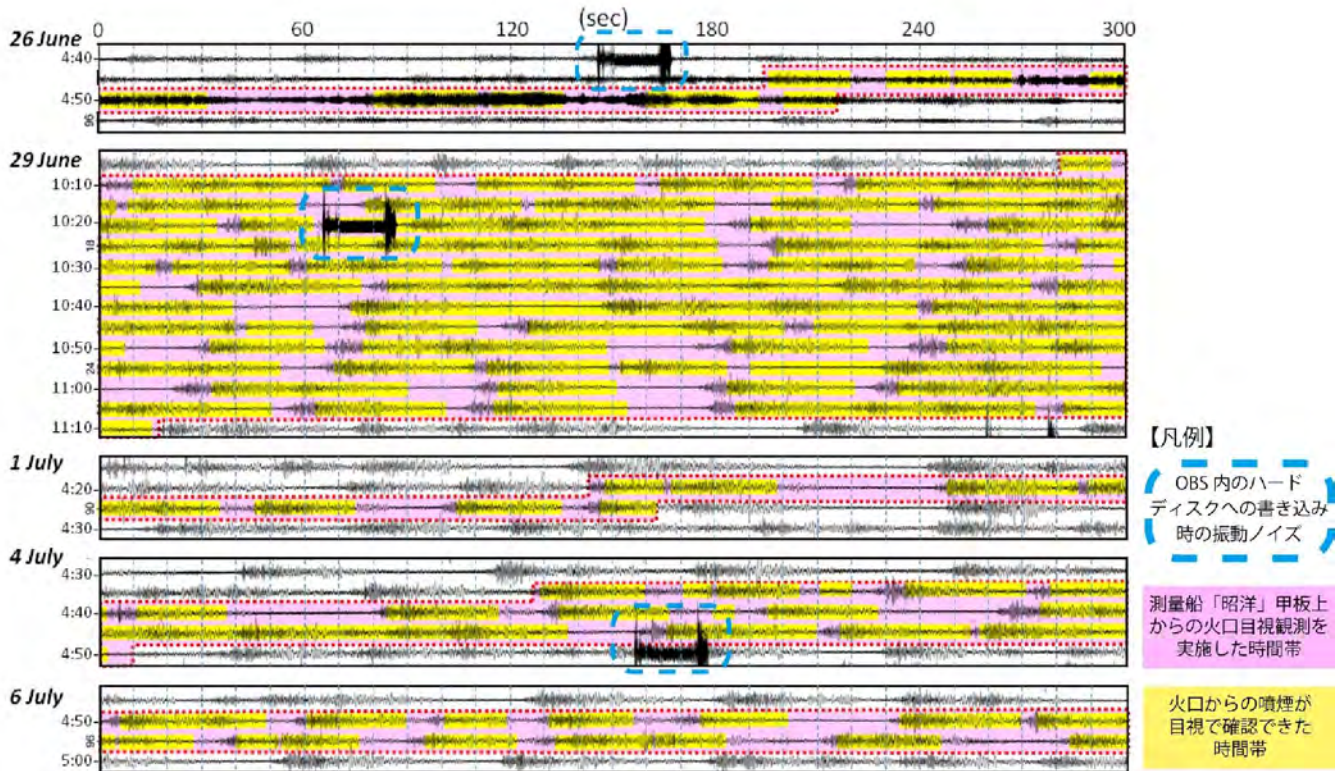 0 60 120 (sec) 180 240 300
26 June
4:40
4:50
96
29 June
10:10
10:20
18
10:30
10:40
10:50
24
11:00
11:10
1 July
4:20
90
4:30
4 July
4:30
4:40
4:50
6 July
4:50
96
5:00
【凡例】
OBS 内のハード
ディスクへの書き込み
時の振動ノイズ
測量船「昭洋」甲板上
からの火口目視観測を
実施した時間帯
火口からの噴煙が
目視で確認できた
時間帯